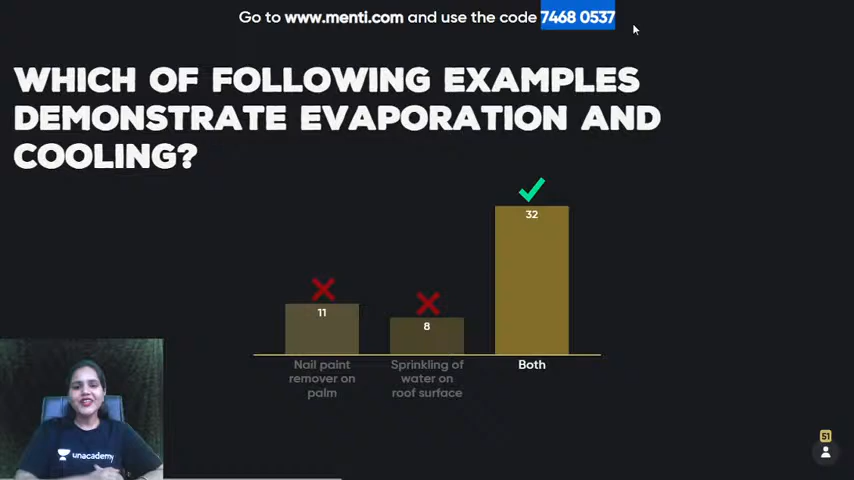 Go to www.menti.com and use the code 7468 0537
WHICH OF FOLLOWING EXAMPLES
DEMONSTRATE EVAPORATION AND
COOLING?
32
11
8
Nail paint
remover on
palm
Sprinkling of
water on
roof surface
Both
unacademy
51